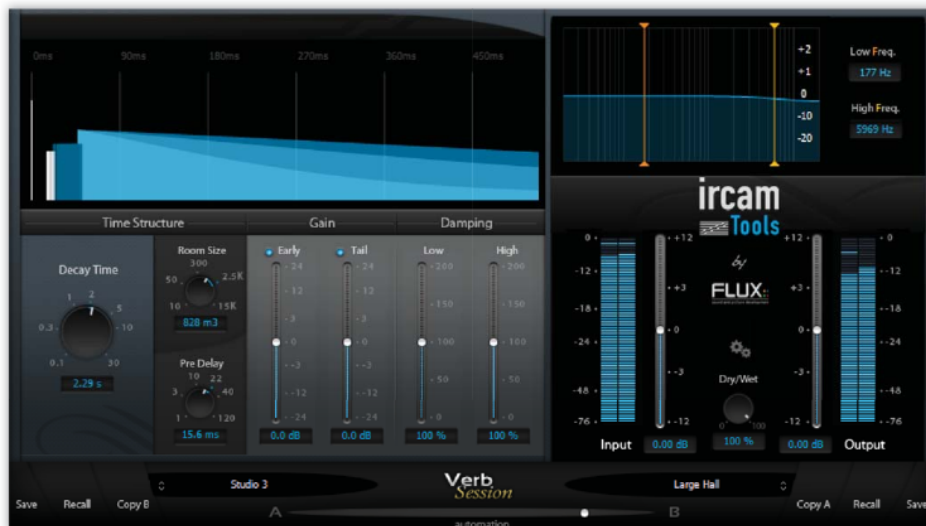 0ms 90ms 180ms 270ms 360ms 450ms
+2
+1
0
-10
-20
Low Freq.
177 Hz
High Freq.
5969 Hz
Time Structure Gain Damping
ircam
Tools
by
FLUX::
Decay Time
0.1 0.3 1 2 5 10 30
2.29 s
Room Size
10 50 300 2.5K 15K
828 m3
Pre Delay
1 3 10 22 40 120
15.6 ms
Early Tail Low High
-24 -24 -200 -200
-12 -12 -150 -150
-3 -3
-0 -0 -100 -100
-3 -3
-12 -12 -50 -50
-24 -24 -0 -0
0.0 dB 0.0 dB 100 % 100 %
0 +12 +12 0
-12 +3 +3 -12
-18 -18
-24 0 0 -24
-3 -3
-48 -48
-76 -12 -12 -76
Dry/Wet
0 100
Input 0.00 dB 100 % 0.00 dB Output
Studio 3 Verb Large Hall
Session
Save Recall Copy B Copy A Recall Save
A B
automation